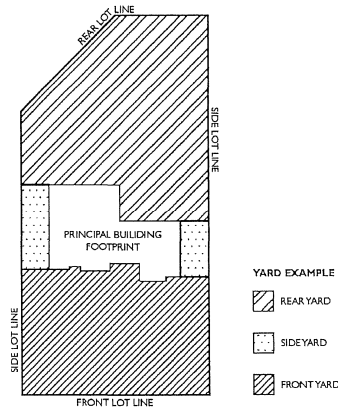 REAR LOT LINE
SIDE LOT LINE
PRINCIPAL BUILDING
FOOTPRINT
YARD EXAMPLE
REAR YARD
SIDE YARD
FRONT YARD
SIDE LOT LINE
FRONT LOT LINE